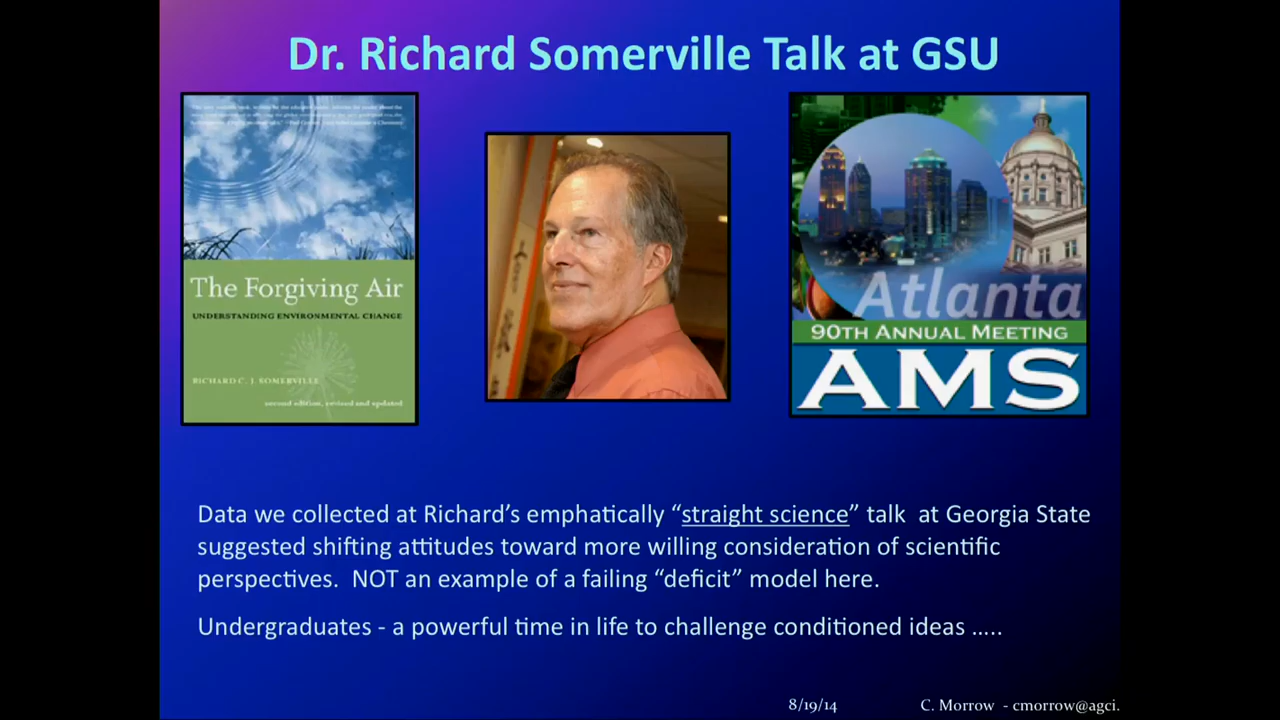 Dr. Richard Somerville Talk at GSU
The Forgiving Air
UNDERSTANDING ENVIRONMENTAL CHANGE
RICHARD C. J. SOMERVILLE
second edition, revised and updated
Atlanta
90TH ANNUAL MEETING
AMS
Data we collected at Richard’s emphatically “straight science” talk at Georgia State
suggested shifting attitudes toward more willing consideration of scientific
perspectives. NOT an example of a failing “deficit” model here.
Undergraduates - a powerful time in life to challenge conditioned ideas .....
8/19/14
C. Morrow - cmorrow@agci.